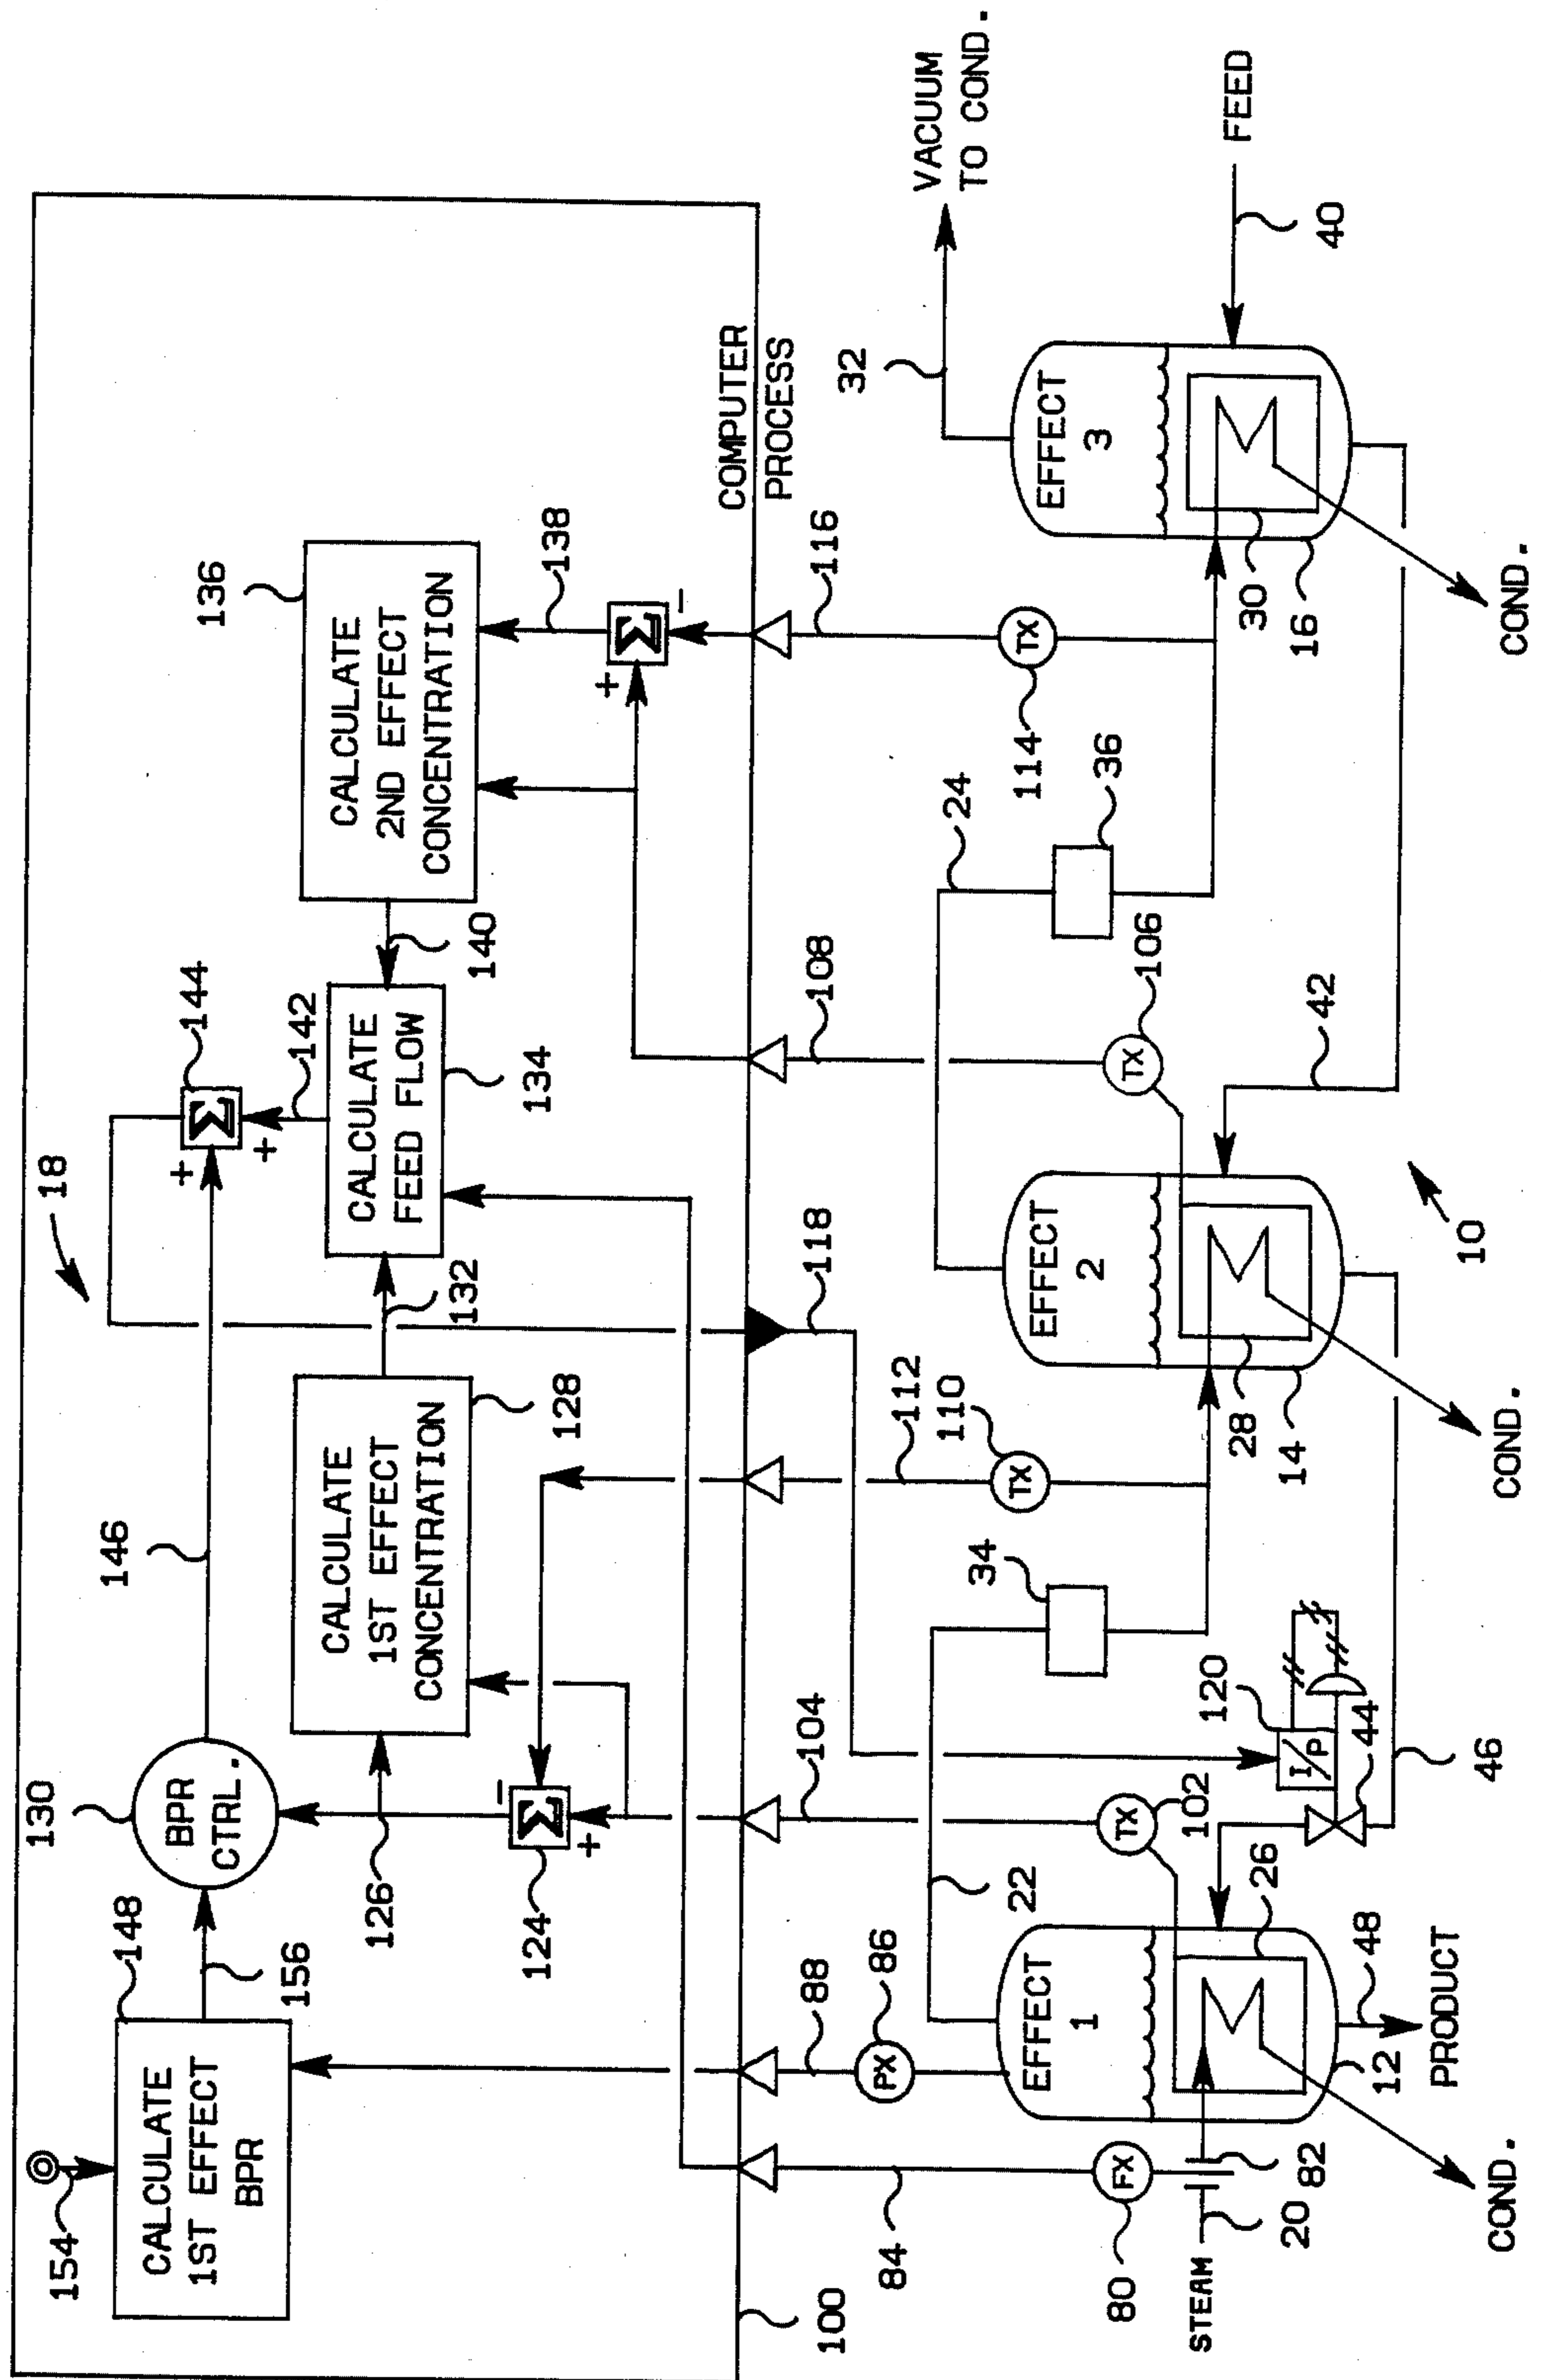 18
COMPUTER
PROCESS
154
CALCULATE
1ST EFFECT
BPR
148
156
130
BPR
CTRL.
146
144
Σ
+
+
142
CALCULATE
1ST EFFECT
CONCENTRATION
128
132
CALCULATE
FEED FLOW
134
140
CALCULATE
2ND EFFECT
CONCENTRATION
136
138
Σ
+
-
126
124
Σ
+
-
100
84
88
104
112
118
108
116
80
FX
86
PX
102
TX
110
TX
106
TX
114
TX
STEAM
20
82
EFFECT
1
12
26
22
34
48
PRODUCT
COND.
120
I/P
44
46
EFFECT
2
14
28
24
36
42
COND.
10
EFFECT
3
16
30
32
VACUUM
TO COND.
FEED
40
COND.